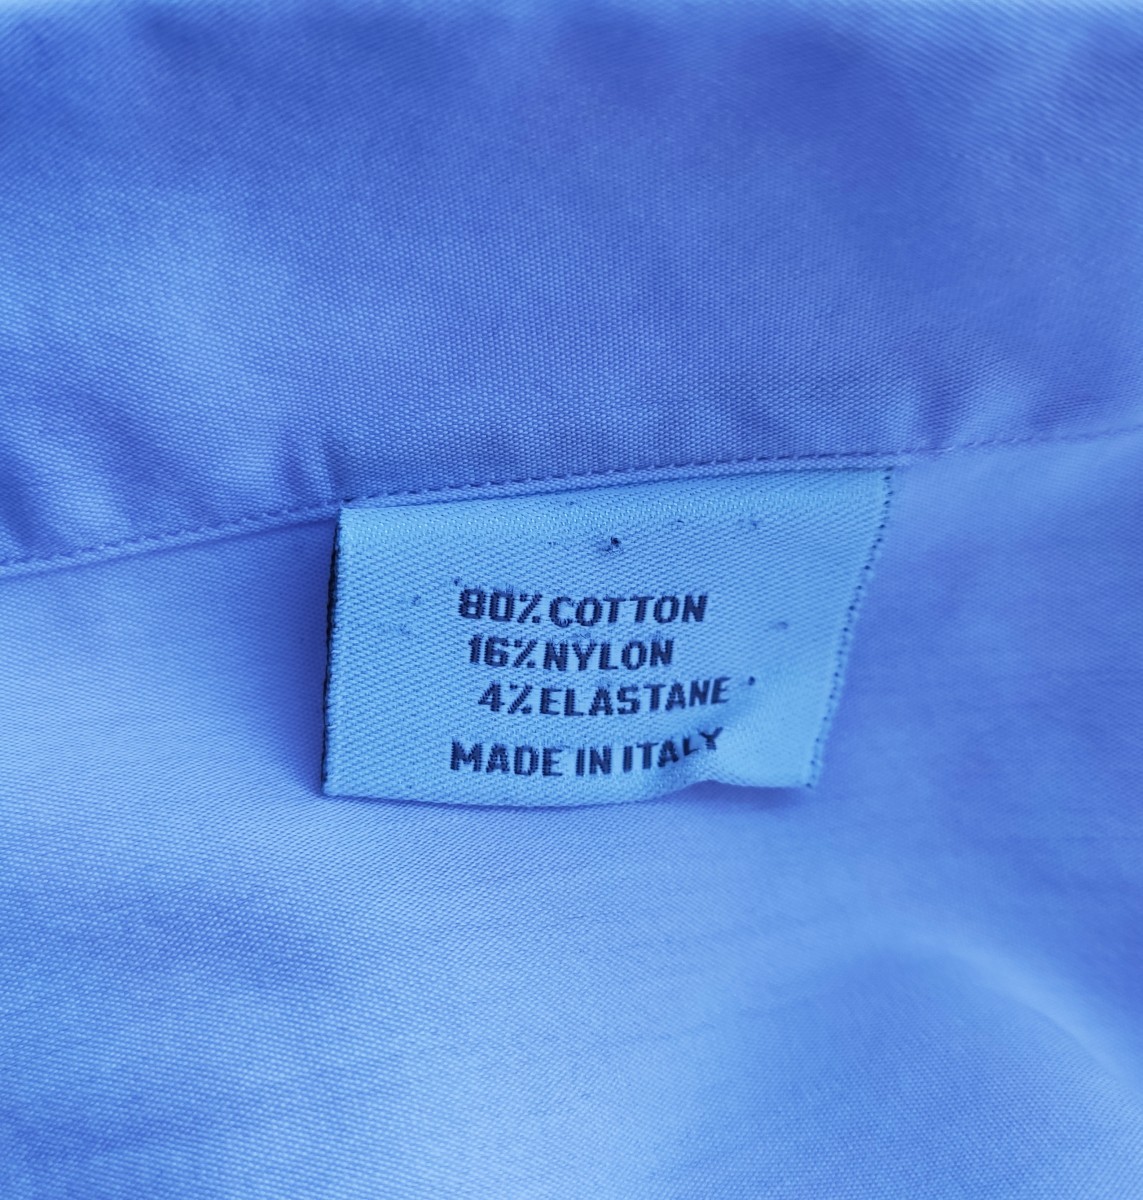 80% COTTON
16% NYLON
4% ELASTANE
MADE IN ITALY